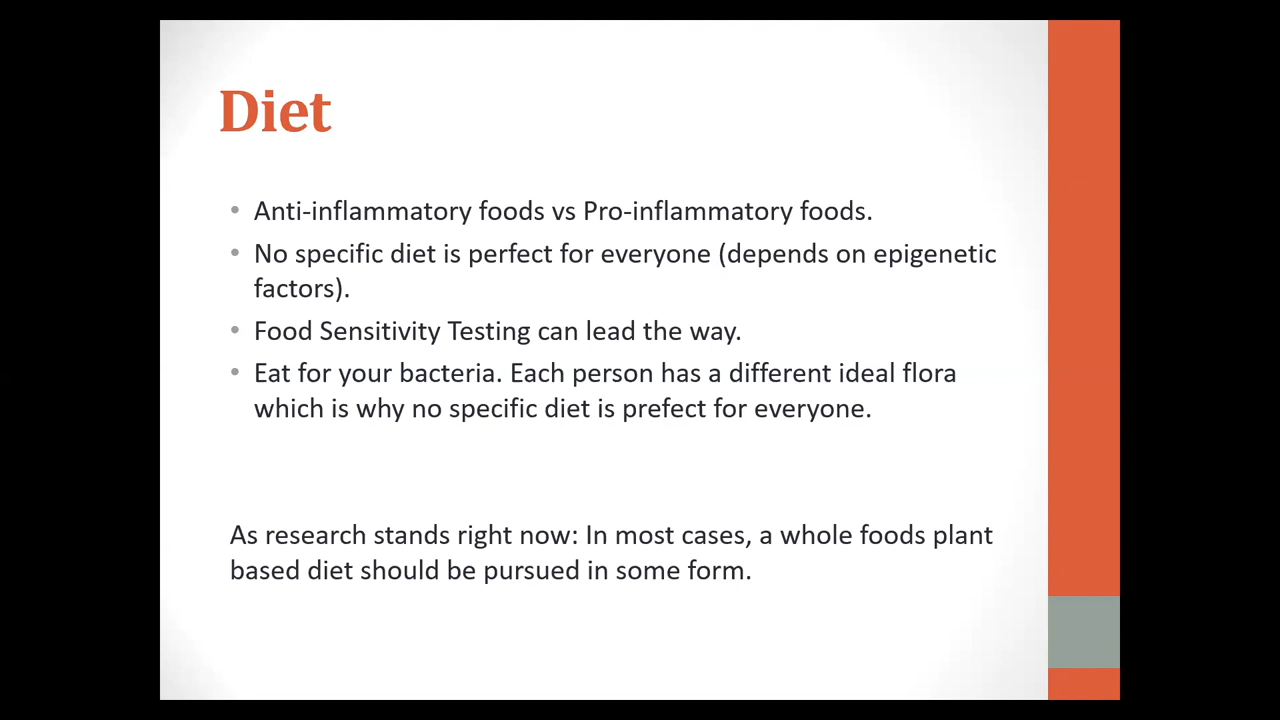 Diet
• Anti-inflammatory foods vs Pro-inflammatory foods.
• No specific diet is perfect for everyone (depends on epigenetic
factors).
• Food Sensitivity Testing can lead the way.
• Eat for your bacteria. Each person has a different ideal flora
which is why no specific diet is prefect for everyone.
As research stands right now: In most cases, a whole foods plant
based diet should be pursued in some form.